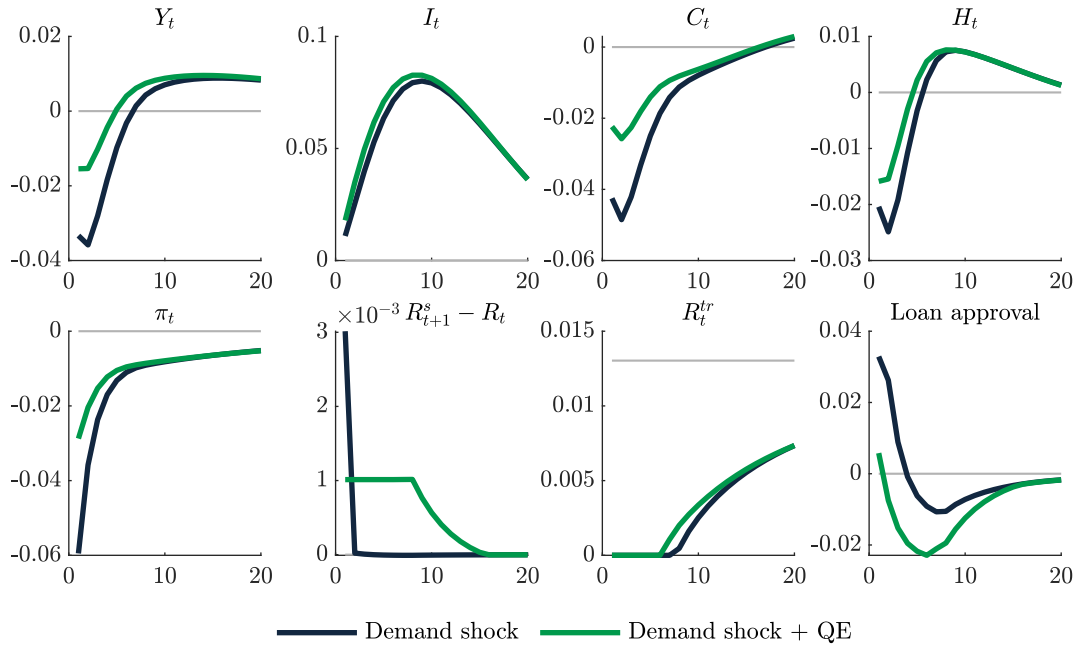 Y_t I_t C_t H_t
0.02 0.1 0 0.01
0 0.05 -0.02 0
-0.02 0 -0.04 -0.01
-0.04 -0.06 -0.02
-0.03
0 10 20 0 10 20 0 10 20 0 10 20
π_t ×10^{-3} R^s_{t+1} − R_t R^{tr}_t Loan approval
0 3 0.015 0.04
-0.02 2 0.01 0.02
-0.04 1 0.005 0
-0.06 0 0 -0.02
0 10 20 0 10 20 0 10 20 0 10 20
Demand shock Demand shock + QE